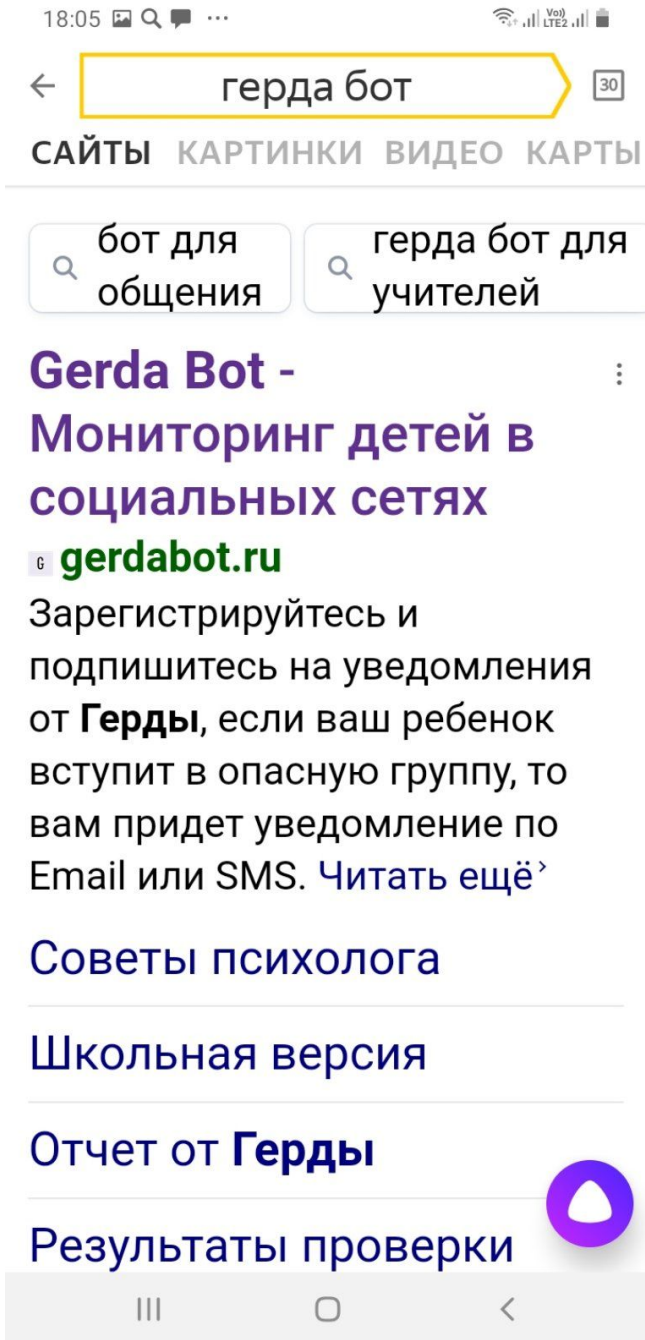 18:05 ...
Vo)) LTE2
герда бот
30
САЙТЫ КАРТИНКИ ВИДЕО КАРТЫ
бот для
общения
герда бот для
учителей
Gerda Bot -
Мониторинг детей в
социальных сетях
G gerdabot.ru
Зарегистрируйтесь и
подпишитесь на уведомления
от Герды, если ваш ребенок
вступит в опасную группу, то
вам придет уведомление по
Email или SMS. Читать ещё›
Советы психолога
Школьная версия
Отчет от Герды
Результаты проверки